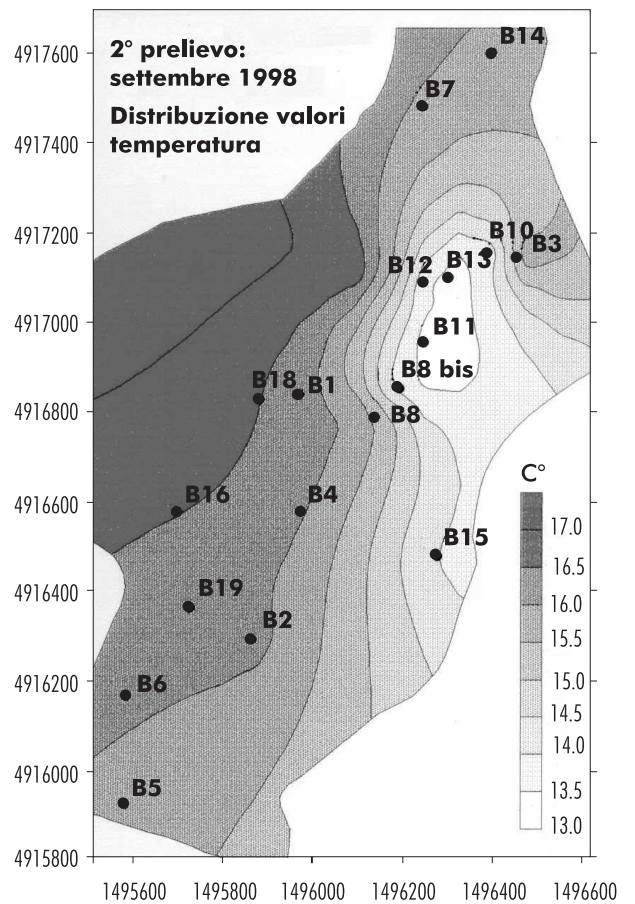 2° prelievo:
settembre 1998
Distribuzione valori
temperatura
4917600
4917400
4917200
4917000
4916800
4916600
4916400
4916200
4916000
4915800
B14
B7
B10
B3
B13
B12
B11
B8 bis
B18
B1
B8
B16
B4
B15
B19
B2
B6
B5
C°
17.0
16.5
16.0
15.5
15.0
14.5
14.0
13.5
13.0
1495600 1495800 1496000 1496200 1496400 1496600